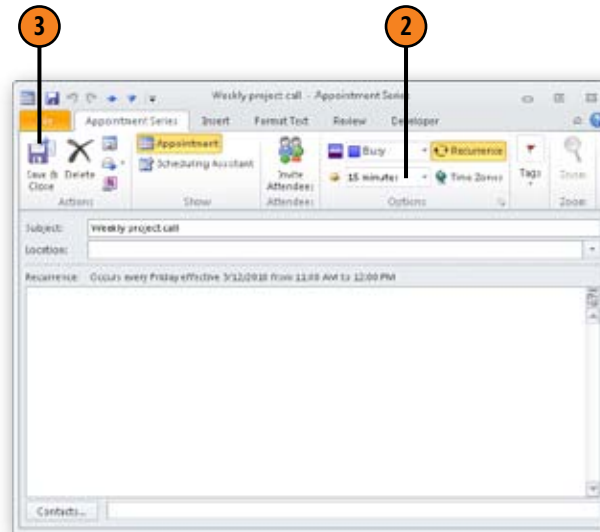 3 2
Weekly project call - Appointment Series
Appointment Series Insert Format Text Review Developer
Appointment Busy Recurrence
Scheduling Assistant 15 minutes Time Zones
Save & Close Delete Invite Attendees Tags Zoom
Actions Show Attendees Options Zoom
Subject: Weekly project call
Location:
Recurrence: Occurs every Friday effective 3/12/2010 from 11:00 AM to 12:00 PM
Contacts...